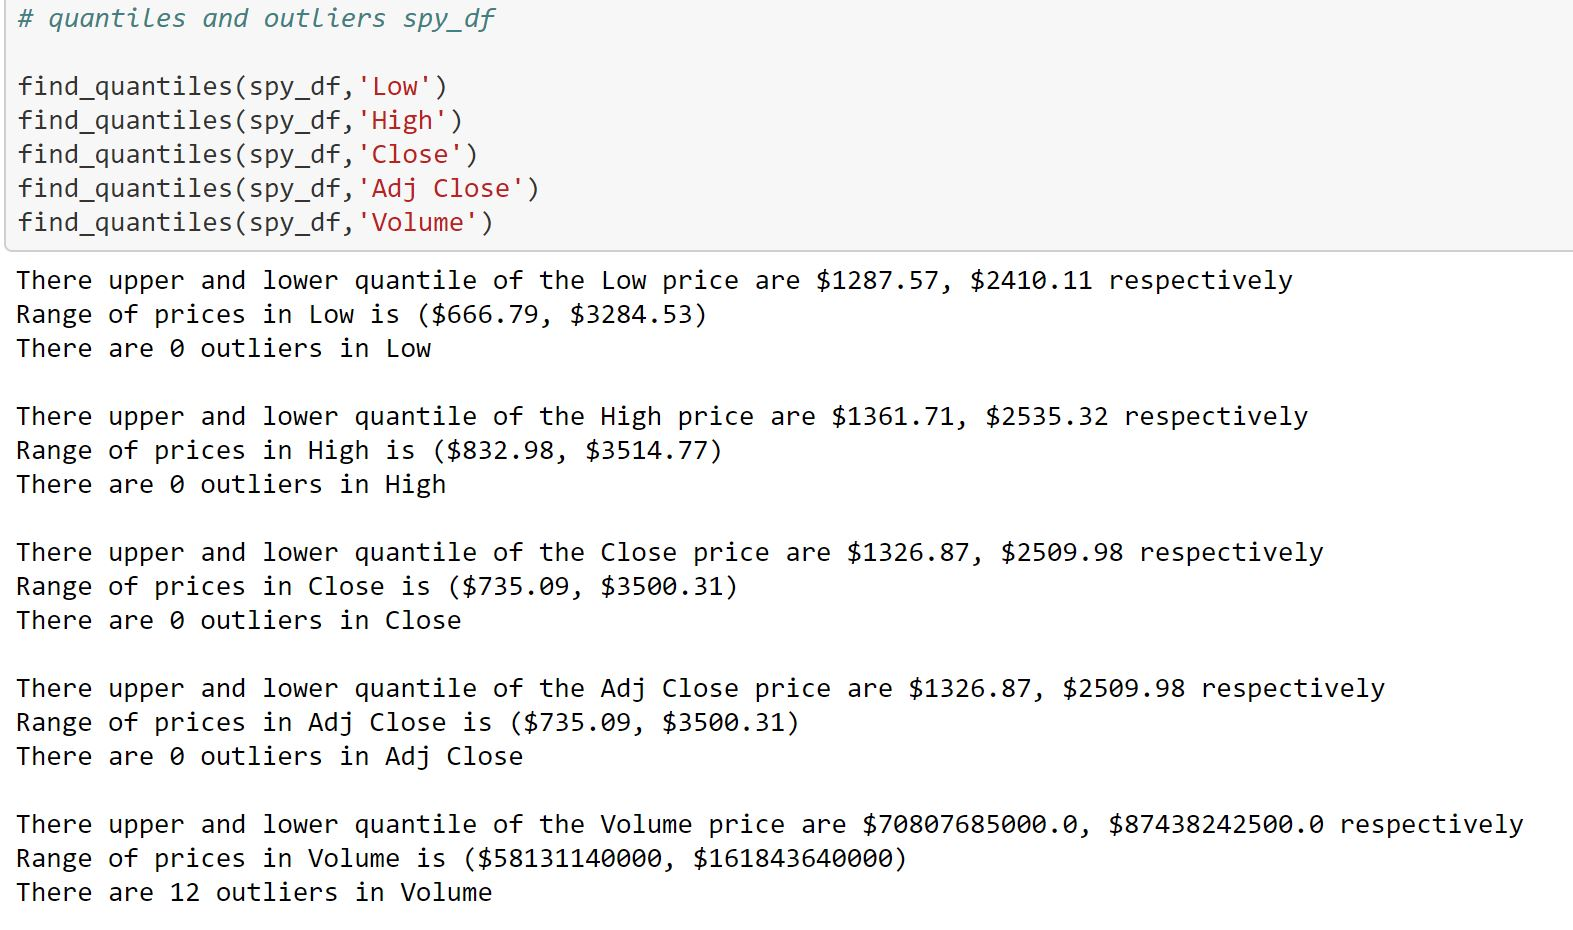 # quantiles and outliers spy_df
find_quantiles(spy_df,'Low')
find_quantiles(spy_df,'High')
find_quantiles(spy_df,'Close')
find_quantiles(spy_df,'Adj Close')
find_quantiles(spy_df,'Volume')
There upper and lower quantile of the Low price are $1287.57, $2410.11 respectively
Range of prices in Low is ($666.79, $3284.53)
There are 0 outliers in Low
There upper and lower quantile of the High price are $1361.71, $2535.32 respectively
Range of prices in High is ($832.98, $3514.77)
There are 0 outliers in High
There upper and lower quantile of the Close price are $1326.87, $2509.98 respectively
Range of prices in Close is ($735.09, $3500.31)
There are 0 outliers in Close
There upper and lower quantile of the Adj Close price are $1326.87, $2509.98 respectively
Range of prices in Adj Close is ($735.09, $3500.31)
There are 0 outliers in Adj Close
There upper and lower quantile of the Volume price are $70807685000.0, $87438242500.0 respectively
Range of prices in Volume is ($58131140000, $161843640000)
There are 12 outliers in Volume